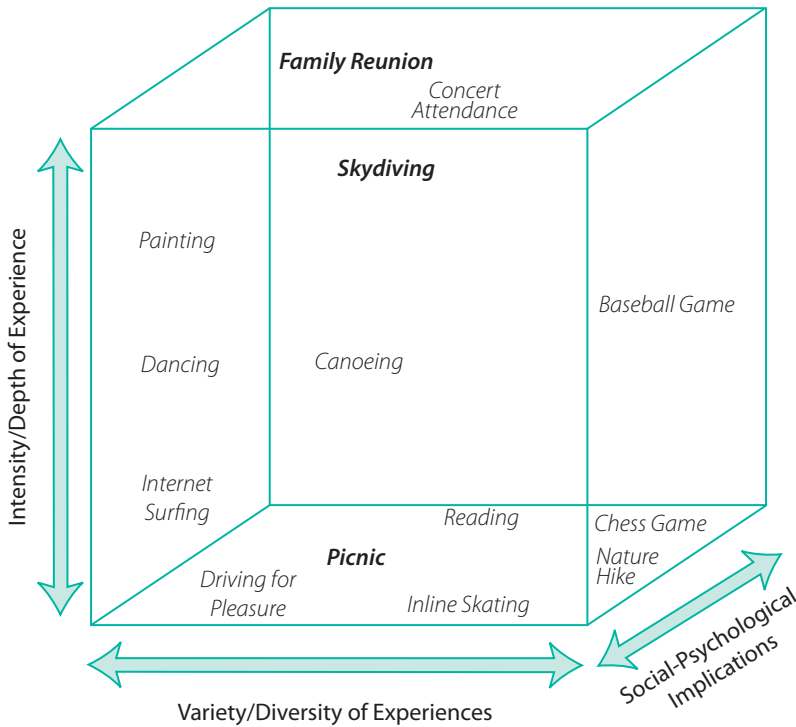 Family Reunion
Concert
Attendance
Skydiving
Painting
Baseball Game
Dancing
Canoeing
Internet
Surfing
Reading
Chess Game
Picnic
Nature
Hike
Driving for
Pleasure
Inline Skating
Intensity/Depth of Experience
Variety/Diversity of Experiences
Social-Psychological
Implications